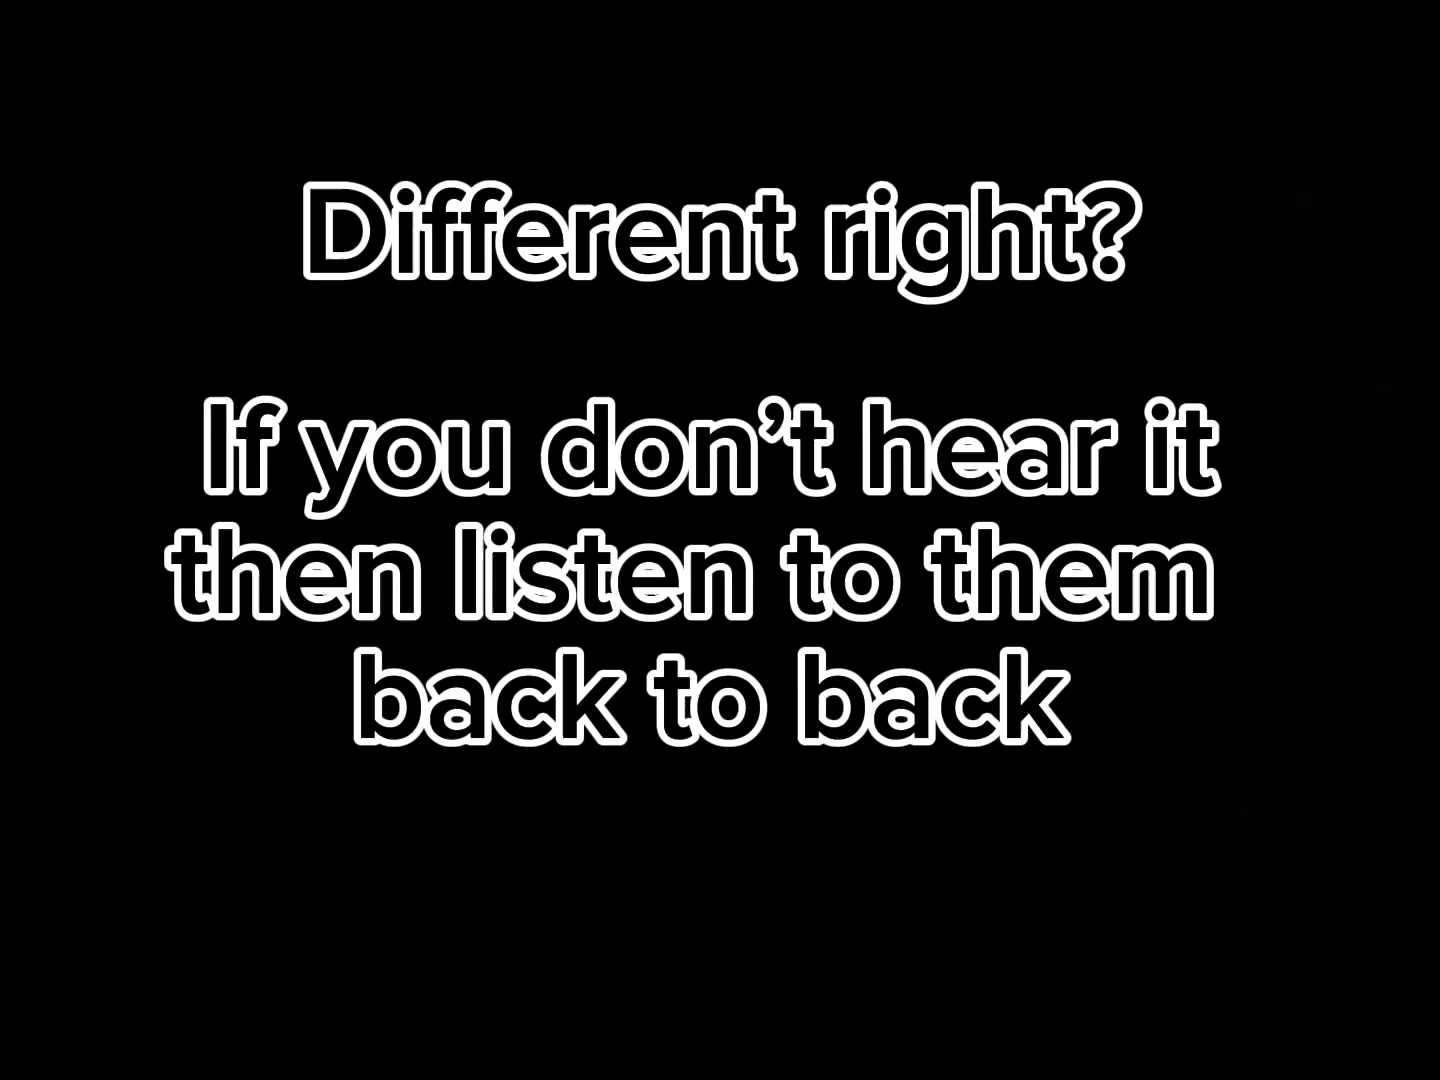 Different right?
If you don’t hear it
then listen to them
back to back